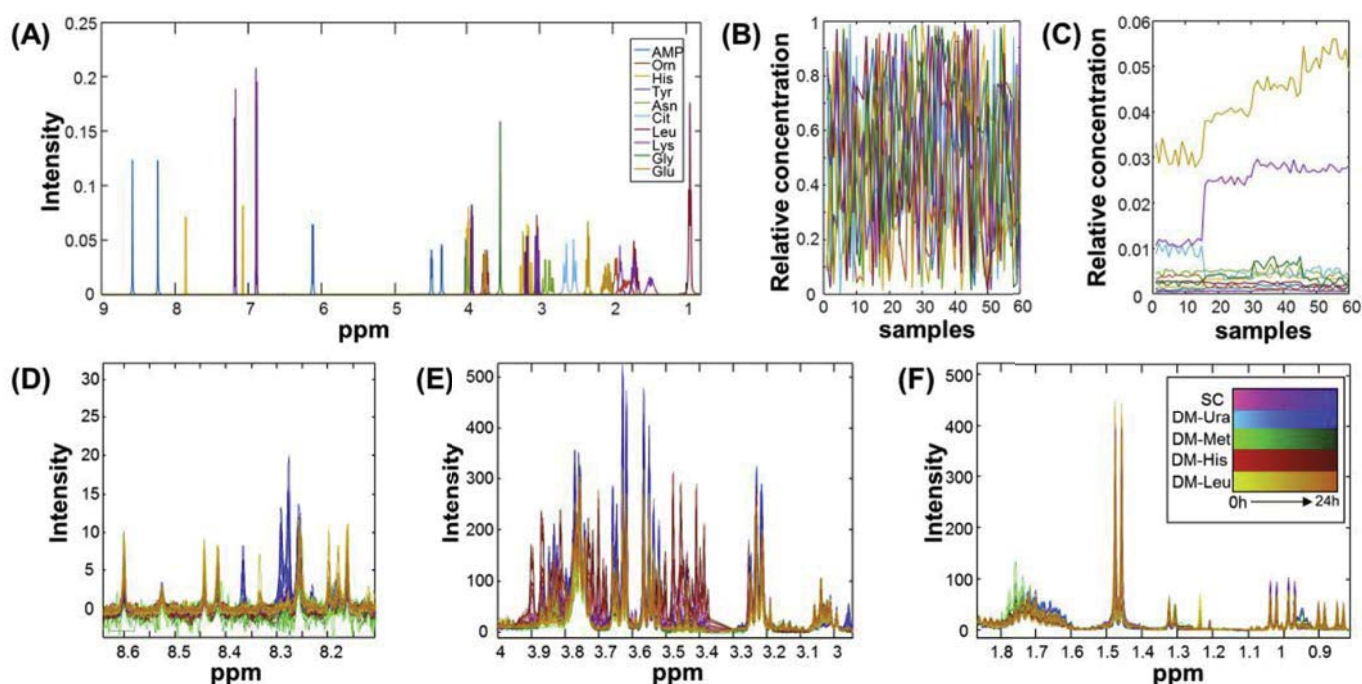 (A)
Intensity
0.25
0.2
0.15
0.1
0.05
0
9 8 7 6 5 4 3 2 1
ppm
AMP
Orn
His
Tyr
Asn
Cit
Leu
Lys
Gly
Glu
(B)
Relative concentration
1
0.8
0.6
0.4
0.2
0
0 10 20 30 40 50 60
samples
(C)
Relative concentration
0.06
0.05
0.04
0.03
0.02
0.010
0
0 10 20 30 40 50 60
samples
(D)
Intensity
30
25
20
15
10
5
0
8.6 8.5 8.4 8.3 8.2
ppm
(E)
Intensity
500
400
300
200
100
0
4 3.9 3.8 3.7 3.6 3.5 3.4 3.3 3.2 3.1 3
ppm
(F)
Intensity
500
400
300
200
100
0
1.8 1.7 1.6 1.5 1.4 1.3 1.2 1.1 1 0.9
ppm
SC
DM-Ura
DM-Met
DM-His
DM-Leu
0h 24h